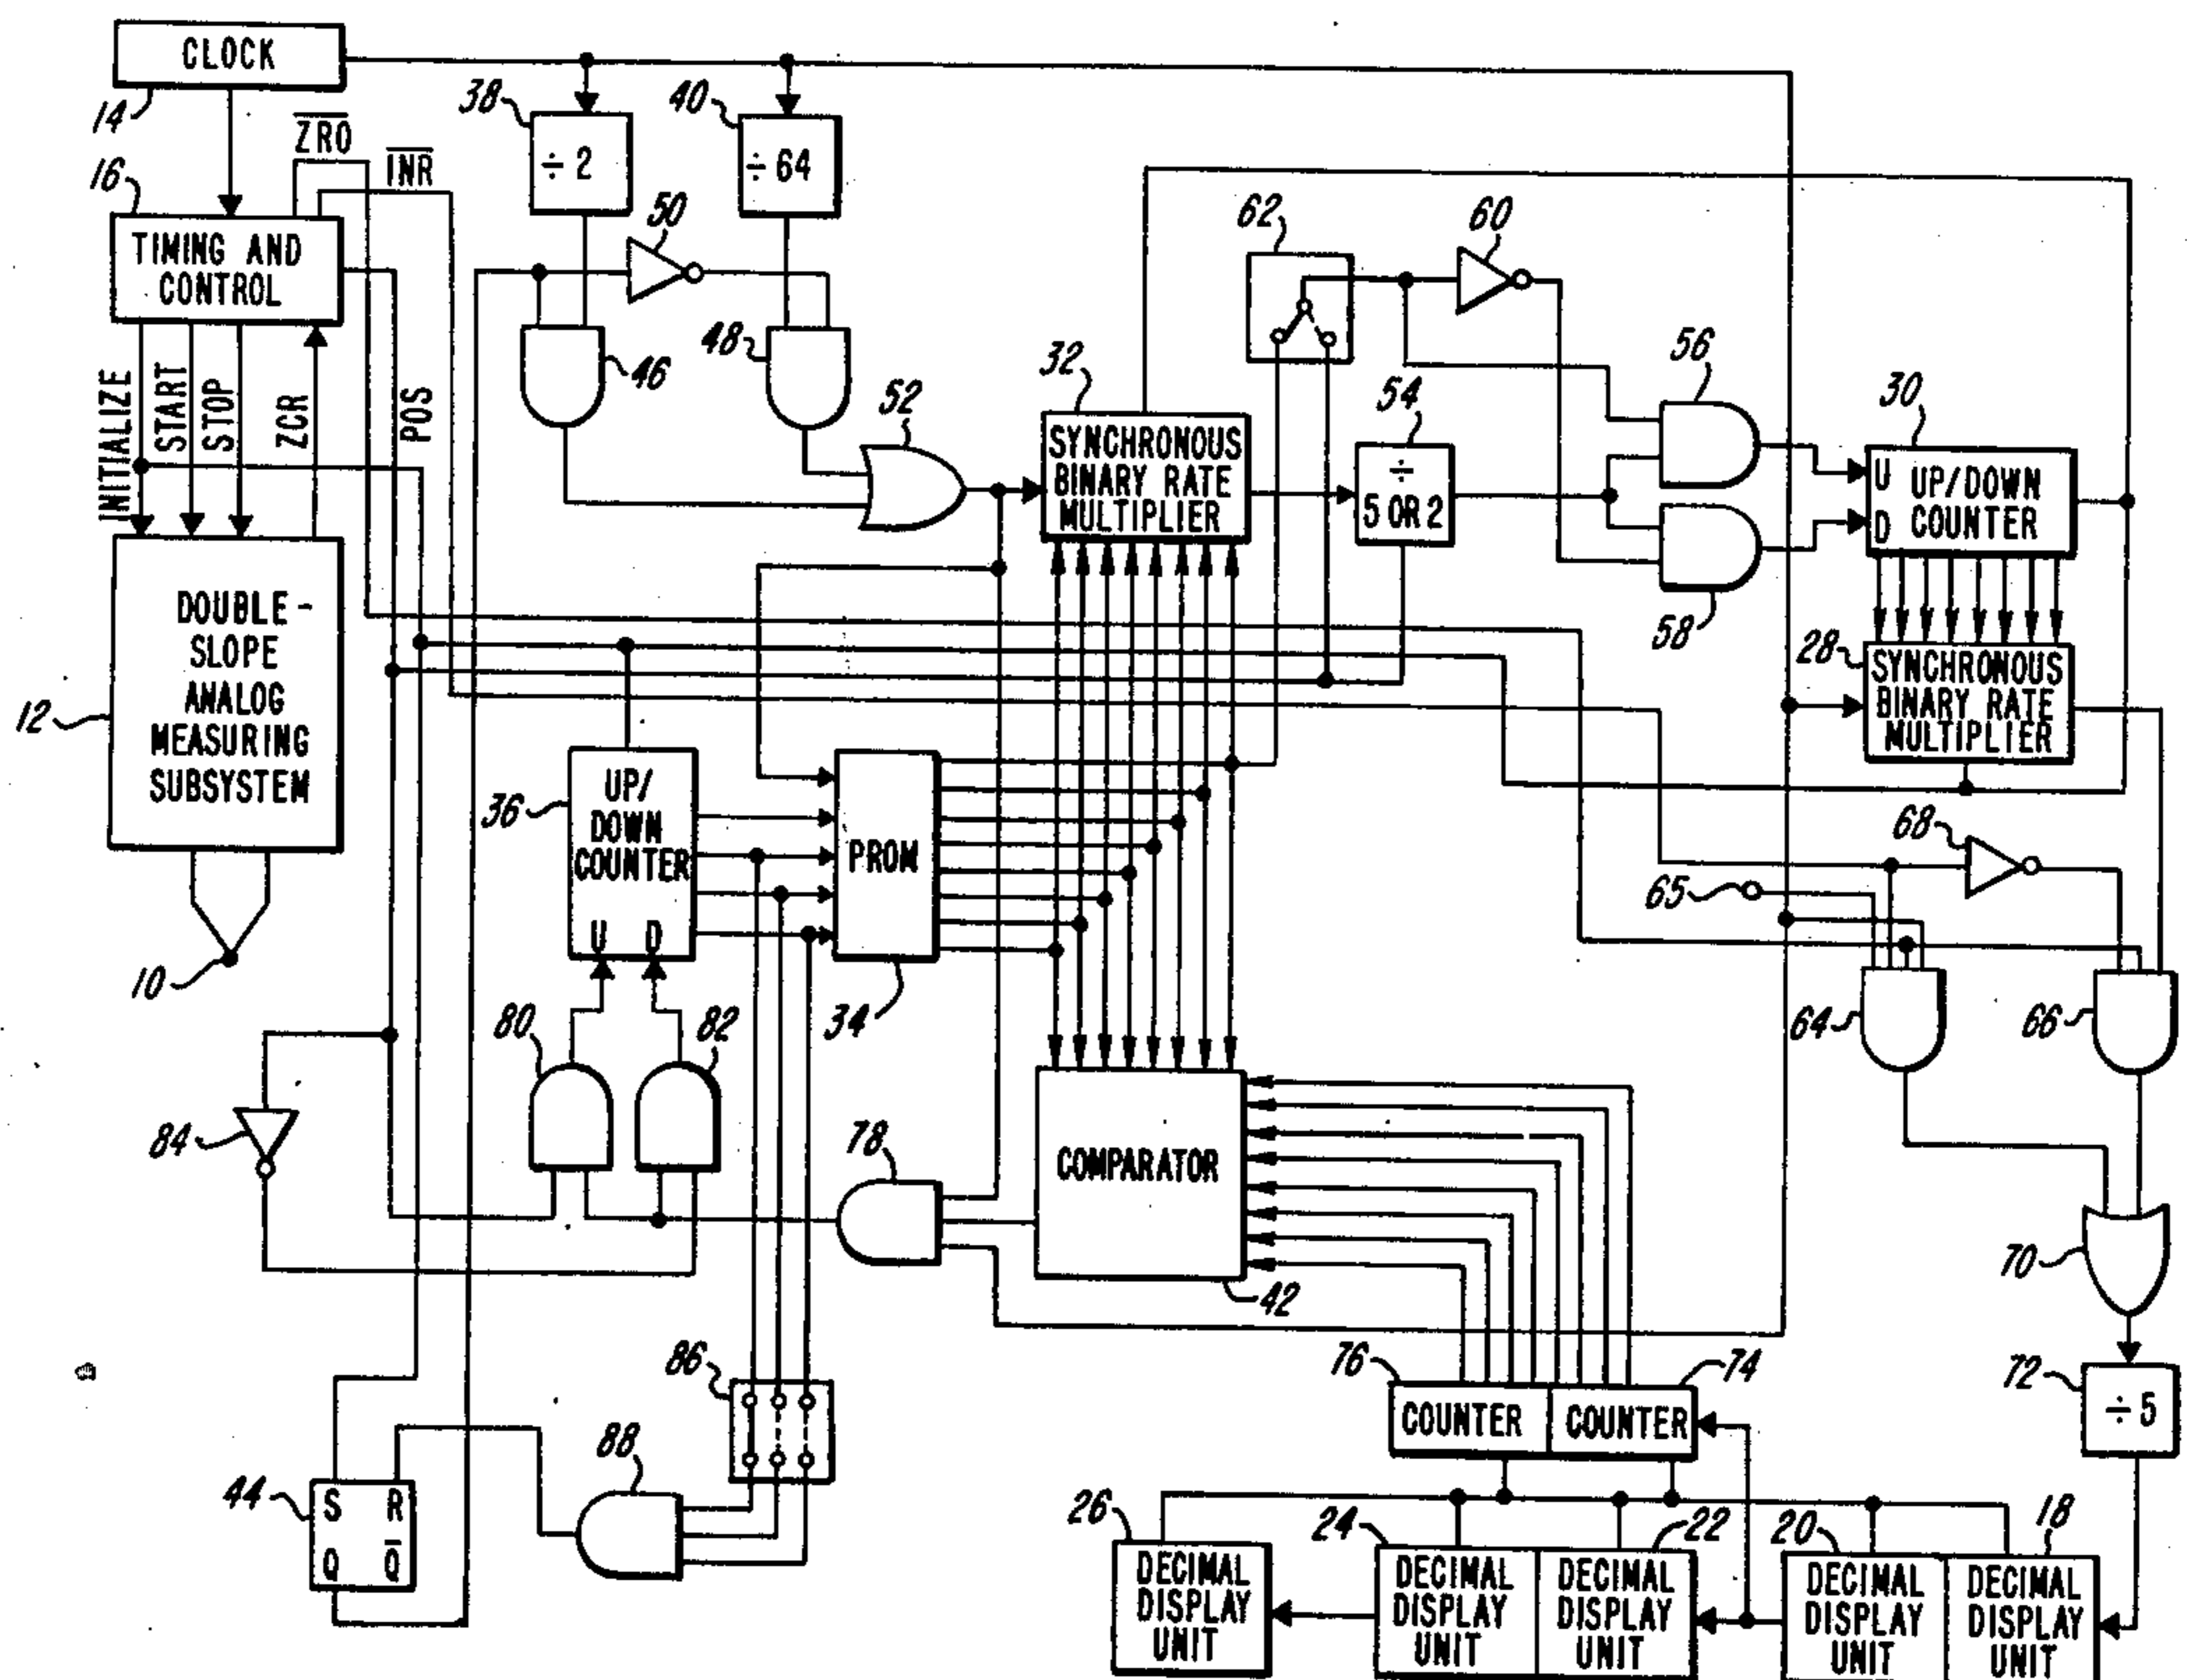 CLOCK
14
38
40
ZRO
INR
÷ 2
÷ 64
16
TIMING AND
CONTROL
50
62
60
INITIALIZE
START
STOP
ZCR
POS
46
48
52
32
SYNCHRONOUS
BINARY RATE
MULTIPLIER
54
÷
5 OR 2
56
58
30
U
D
UP/DOWN
COUNTER
12
DOUBLE-
SLOPE
ANALOG
MEASURING
SUBSYSTEM
10
28
SYNCHRONOUS
BINARY RATE
MULTIPLIER
36
UP/
DOWN
COUNTER
U D
PROM
34
68
65
64
66
80
82
84
78
COMPARATOR
42
70
72
÷ 5
86
76
74
COUNTER
COUNTER
88
44
S R
Q Q̅
26
24
22
20
18
DECIMAL
DISPLAY
UNIT
DECIMAL
DISPLAY
UNIT
DECIMAL
DISPLAY
UNIT
DECIMAL
DISPLAY
UNIT
DECIMAL
DISPLAY
UNIT